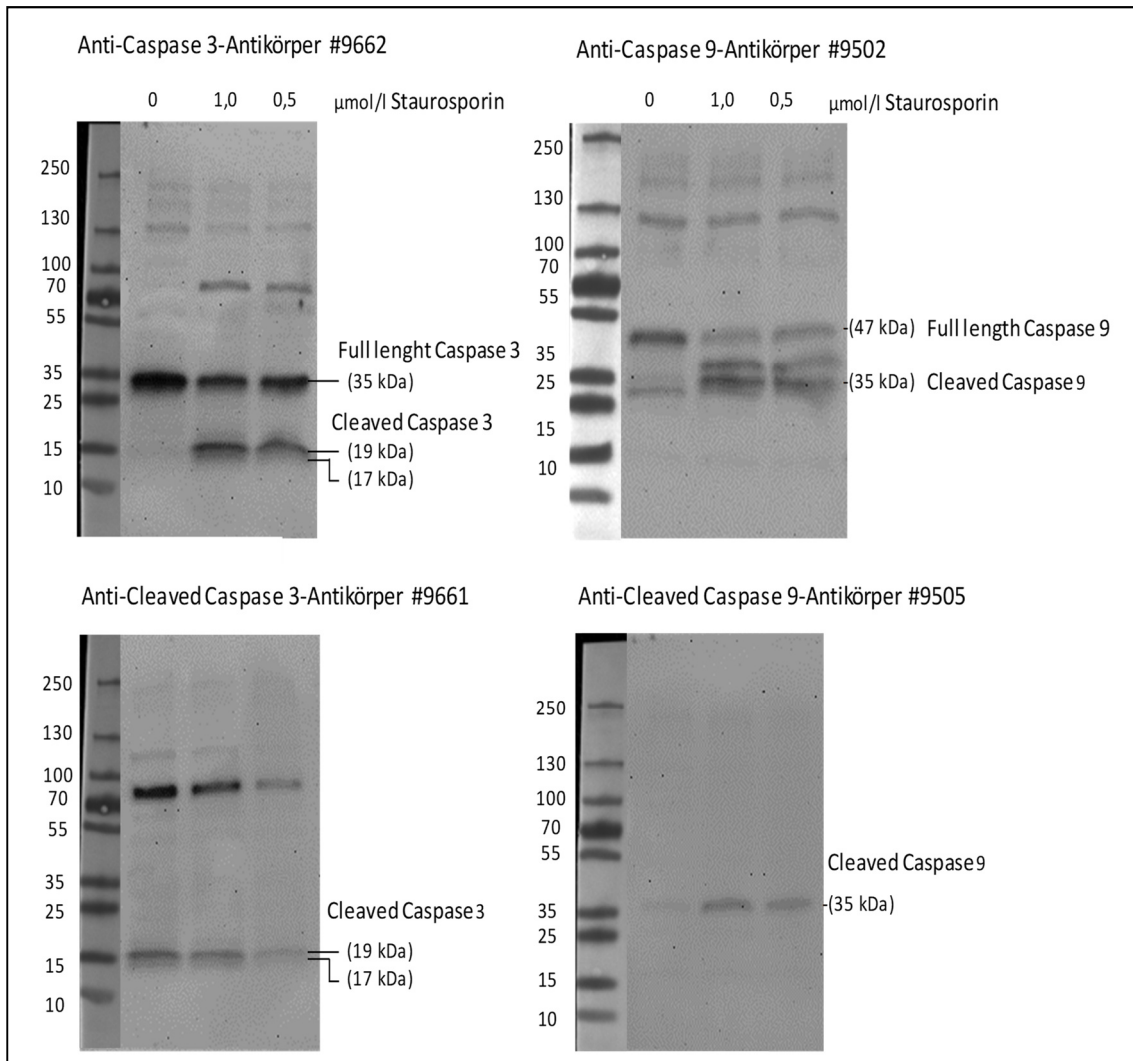 Anti-Caspase 3-Antikörper #9662
0 1,0 0,5 µmol/l Staurosporin
250
130
100
70
55
35
25
15
10
Full lenght Caspase 3
(35 kDa)
Cleaved Caspase 3
(19 kDa)
(17 kDa)
Anti-Caspase 9-Antikörper #9502
0 1,0 0,5 µmol/l Staurosporin
250
130
100
70
55
35
25
15
10
-(47 kDa) Full length Caspase 9
-(35 kDa) Cleaved Caspase 9
Anti-Cleaved Caspase 3-Antikörper #9661
250
130
100
70
55
35
25
15
10
Cleaved Caspase 3
(19 kDa)
(17 kDa)
Anti-Cleaved Caspase 9-Antikörper #9505
250
130
100
70
55
35
25
15
10
Cleaved Caspase 9
-(35 kDa)